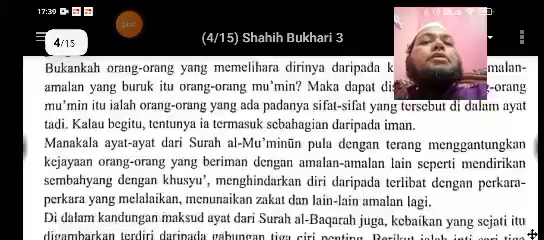 17:39
(4/15) Shahih Bukhari 3
4/15
Bukankah orang-orang yang memelihara dirinya daripada malan-
amalan yang buruk itu orang-orang mu'min? Maka dapat -orang
mu'min itu ialah orang-orang yang ada padanya sifat-sifat yang tersebut di dalam ayat
tadi. Kalau begitu, tentunya ia termasuk sebahagian daripada iman.
Manakala ayat-ayat dari Surah al-Mu'minūn pula dengan terang menggantungkan
kejayaan orang-orang yang beriman dengan amalan-amalan lain seperti mendirikan
sembahyang dengan khusyu', menghindarkan diri daripada terlibat dengan perkara-
perkara yang melalaikan, menunaikan zakat dan lain-lain amalan lagi.
Di dalam kandungan maksud ayat dari Surah al-Baqarah juga, kebaikan yang sejati itu
digambarkan terdiri daripada gabungan tiga ciri penting. Berikut ialah inti